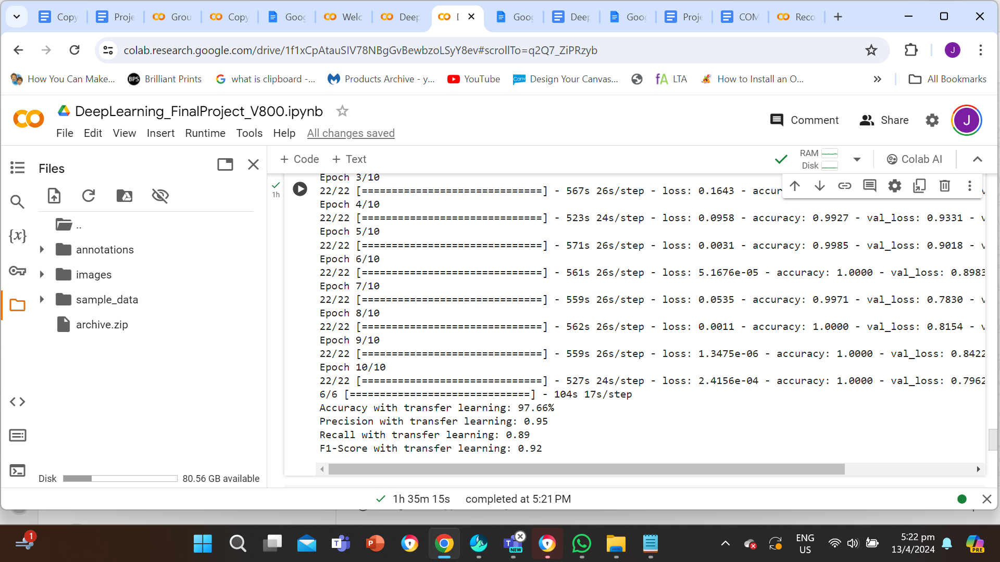 Copy
Proje
Grou
Copy
Goog
Welc
Deep
Goog
Deep
Goog
Proje
COM
Reco
colab.research.google.com/drive/1f1xCpAtauSIV78NBgGvBewbzoLSyY8ev#scrollTo=q2Q7_ZiPRzyb
J
How You Can Make...
BPS
Brilliant Prints
what is clipboard -...
Products Archive - y...
YouTube
Canv
Design Your Canvas...
fA
LTA
How to Install an O...
All Bookmarks
DeepLearning_FinalProject_V800.ipynb
Comment
Share
J
File Edit View Insert Runtime Tools Help All changes saved
Files
+ Code + Text
RAM
Disk
Colab AI
{x}
..
annotations
images
sample_data
archive.zip
Disk
80.56 GB available
1h
Epoch 3/10
22/22 [==============================] - 567s 26s/step - loss: 0.1643 - accur
Epoch 4/10
22/22 [==============================] - 523s 24s/step - loss: 0.0958 - accuracy: 0.9927 - val_loss: 0.9331 - v
Epoch 5/10
22/22 [==============================] - 571s 26s/step - loss: 0.0031 - accuracy: 0.9985 - val_loss: 0.9018 - v
Epoch 6/10
22/22 [==============================] - 561s 26s/step - loss: 5.1676e-05 - accuracy: 1.0000 - val_loss: 0.8983
Epoch 7/10
22/22 [==============================] - 559s 26s/step - loss: 0.0535 - accuracy: 0.9971 - val_loss: 0.7830 - v
Epoch 8/10
22/22 [==============================] - 562s 26s/step - loss: 0.0011 - accuracy: 1.0000 - val_loss: 0.8154 - v
Epoch 9/10
22/22 [==============================] - 559s 26s/step - loss: 1.3475e-06 - accuracy: 1.0000 - val_loss: 0.8422
Epoch 10/10
22/22 [==============================] - 527s 24s/step - loss: 2.4156e-04 - accuracy: 1.0000 - val_loss: 0.7962
6/6 [==============================] - 104s 17s/step
Accuracy with transfer learning: 97.66%
Precision with transfer learning: 0.95
Recall with transfer learning: 0.89
F1-Score with transfer learning: 0.92
1h 35m 15s completed at 5:21 PM
1
NEW
ENG
US
5:22 pm
13/4/2024
PRE